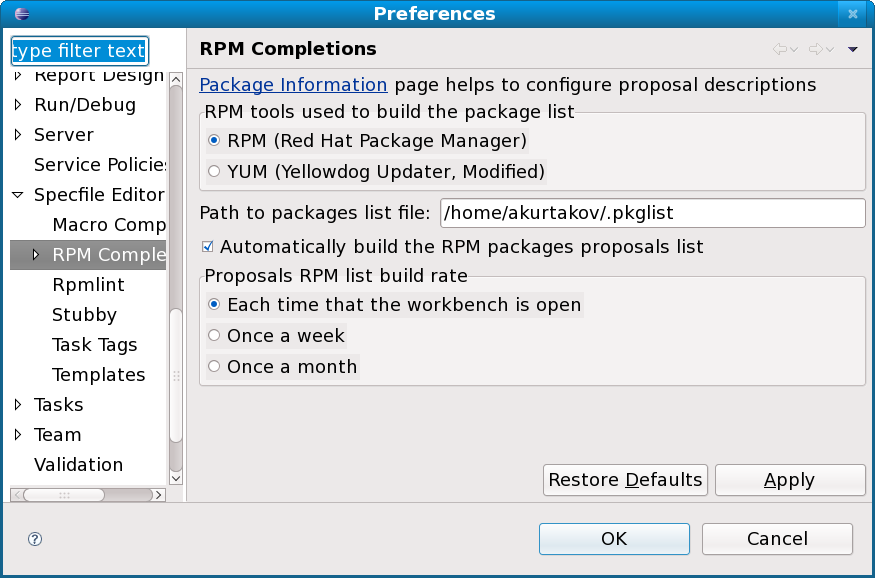 Preferences
type filter text
Report Design
Run/Debug
Server
Service Policies
Specfile Editor
Macro Comp
RPM Comple
Rpmlint
Stubby
Task Tags
Templates
Tasks
Team
Validation
RPM Completions
Package Information page helps to configure proposal descriptions
RPM tools used to build the package list
RPM (Red Hat Package Manager)
YUM (Yellowdog Updater, Modified)
Path to packages list file: /home/akurtakov/.pkglist
Automatically build the RPM packages proposals list
Proposals RPM list build rate
Each time that the workbench is open
Once a week
Once a month
Restore Defaults
Apply
?
OK
Cancel